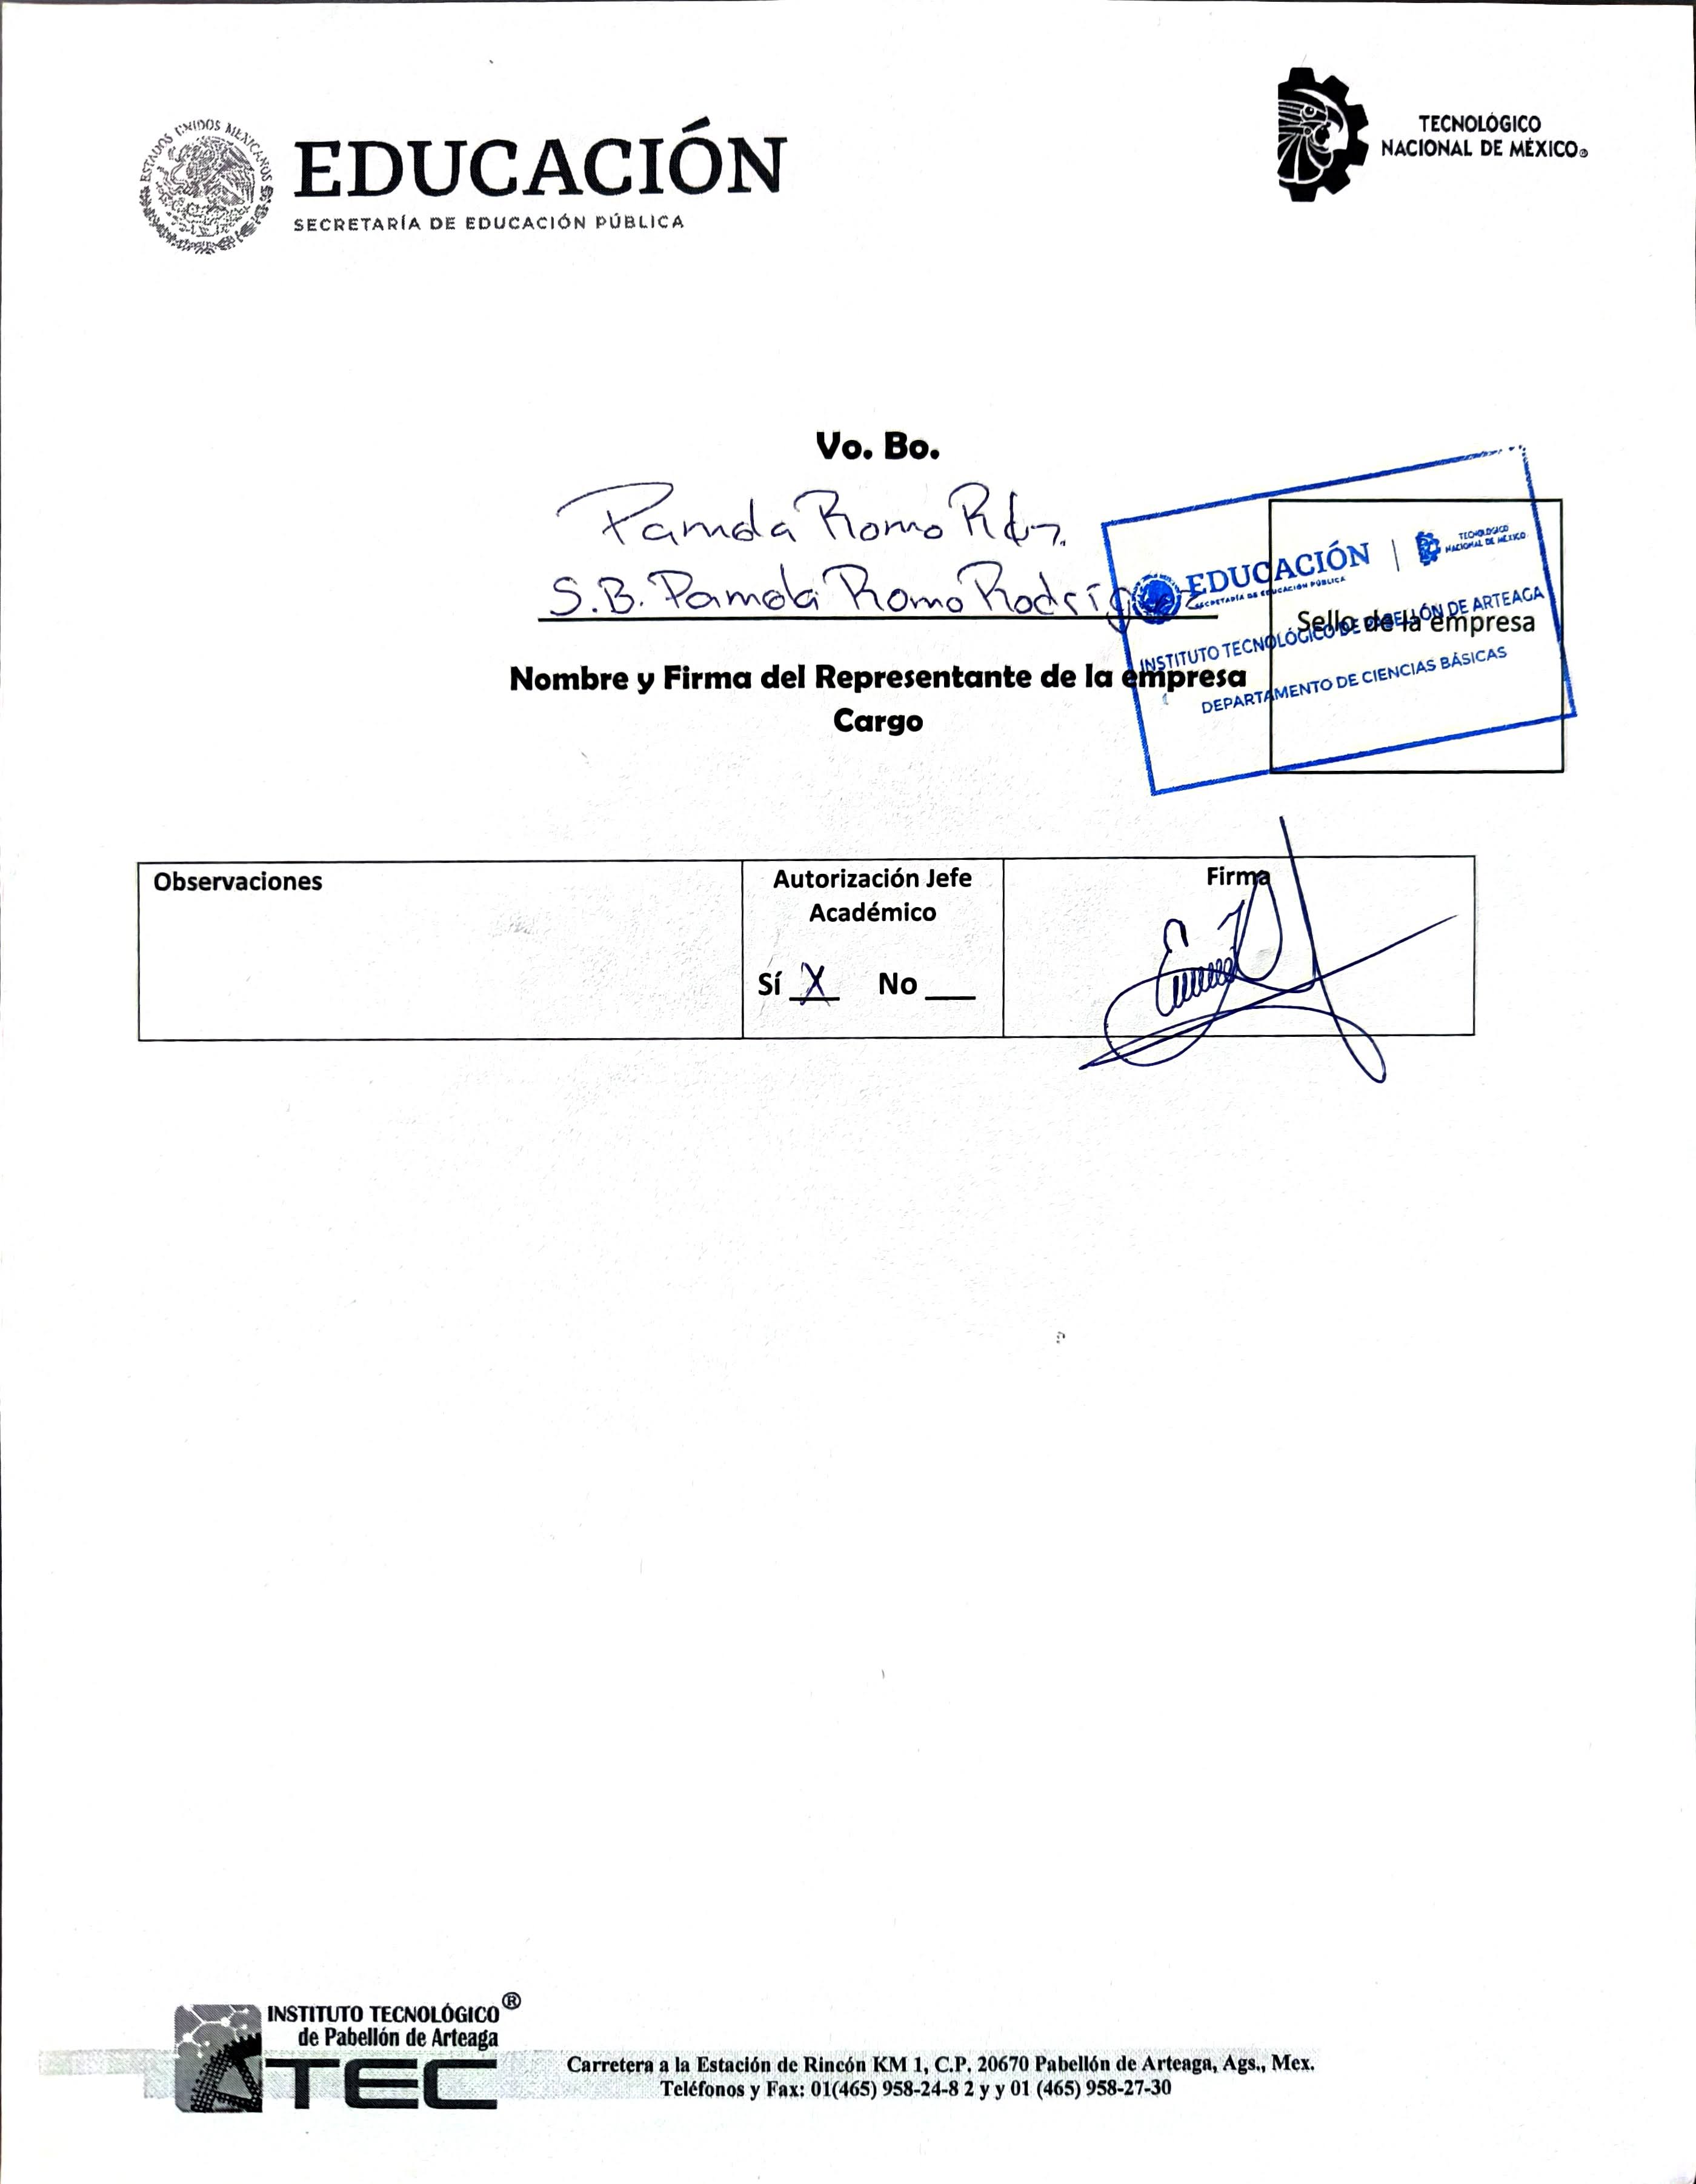 ESTADOS UNIDOS MEXICANOS
EDUCACIÓN
SECRETARÍA DE EDUCACIÓN PÚBLICA
TECNOLÓGICO
NACIONAL DE MÉXICO®
Vo. Bo.
Pamela Romo Rdz.
S.B. Pamela Romo Rodríguez
Nombre y Firma del Representante de la empresa
Cargo
EDUCACIÓN
SECRETARÍA DE EDUCACIÓN PÚBLICA
TECNOLÓGICO
NACIONAL DE MÉXICO
INSTITUTO TECNOLÓGICO DE PABELLÓN DE ARTEAGA
DEPARTAMENTO DE CIENCIAS BÁSICAS
Sello de la empresa
Observaciones
Autorización Jefe
Académico
Sí X No ___
Firma
INSTITUTO TECNOLÓGICO®
de Pabellón de Arteaga
TEC
Carretera a la Estación de Rincón KM 1, C.P. 20670 Pabellón de Arteaga, Ags., Mex.
Teléfonos y Fax: 01(465) 958-24-8 2 y y 01 (465) 958-27-30